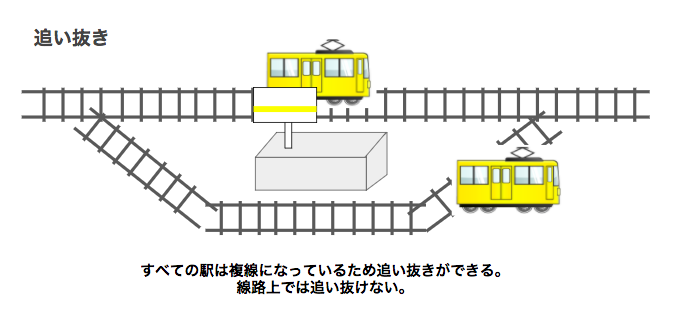 追い抜き
すべての駅は複線になっているため追い抜きができる。
線路上では追い抜けない。